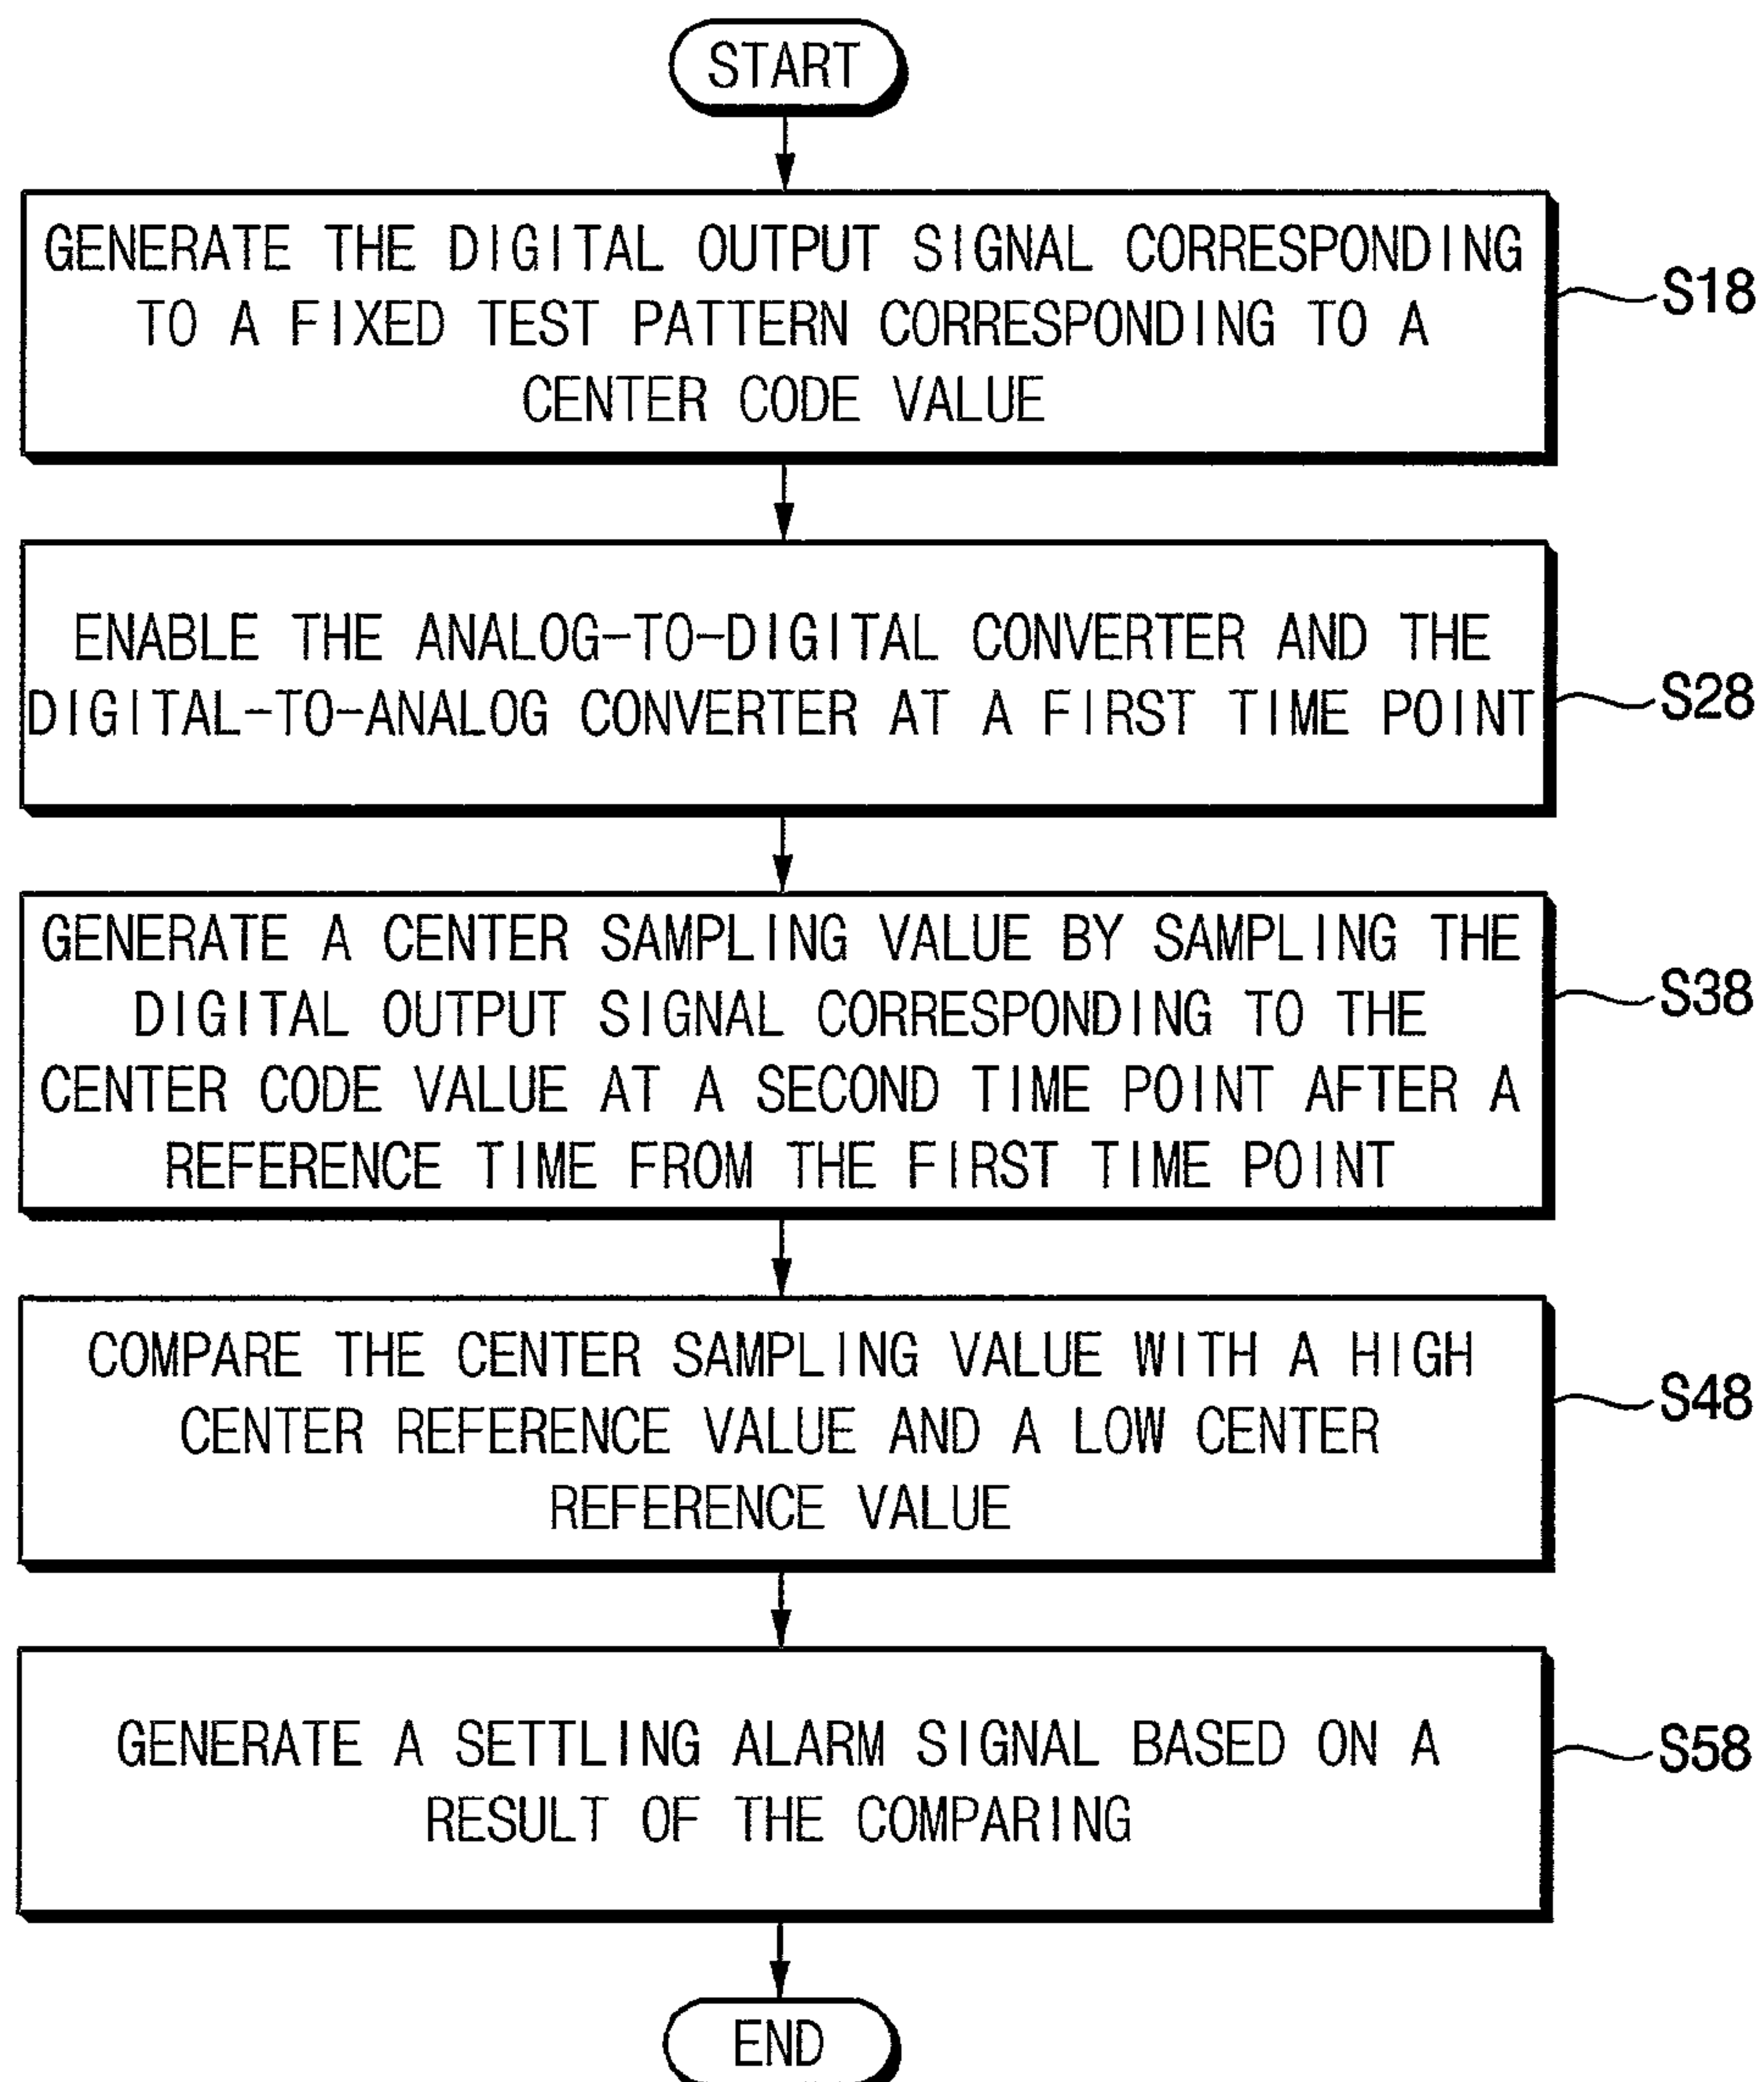 START
GENERATE THE DIGITAL OUTPUT SIGNAL CORRESPONDING
TO A FIXED TEST PATTERN CORRESPONDING TO A
CENTER CODE VALUE
S18
ENABLE THE ANALOG-TO-DIGITAL CONVERTER AND THE
DIGITAL-TO-ANALOG CONVERTER AT A FIRST TIME POINT
S28
GENERATE A CENTER SAMPLING VALUE BY SAMPLING THE
DIGITAL OUTPUT SIGNAL CORRESPONDING TO THE
CENTER CODE VALUE AT A SECOND TIME POINT AFTER A
REFERENCE TIME FROM THE FIRST TIME POINT
S38
COMPARE THE CENTER SAMPLING VALUE WITH A HIGH
CENTER REFERENCE VALUE AND A LOW CENTER
REFERENCE VALUE
S48
GENERATE A SETTLING ALARM SIGNAL BASED ON A
RESULT OF THE COMPARING
S58
END